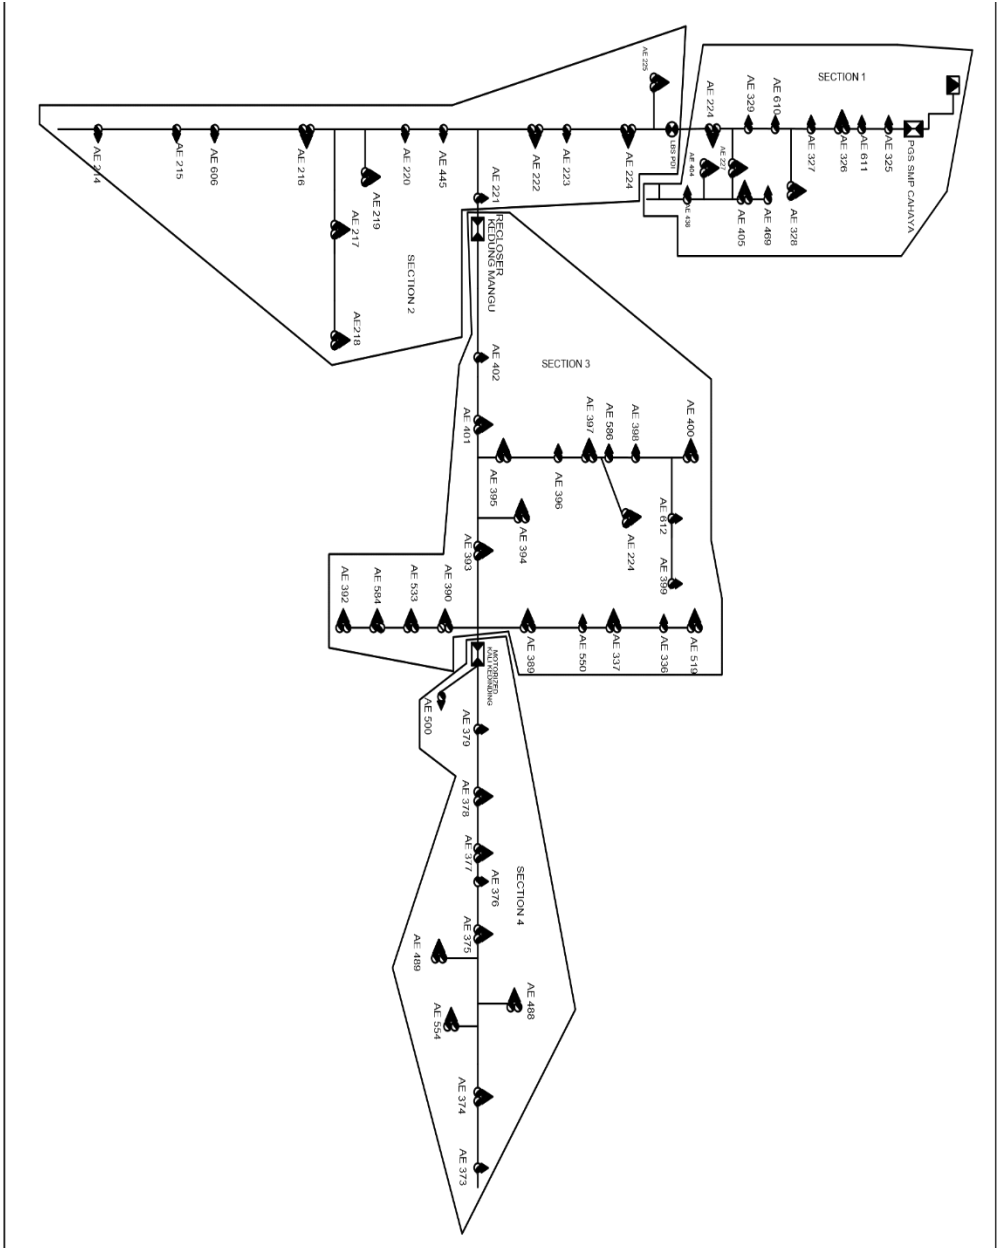 SECTION 1
AE 225
AE 224
AE 329
AE 610
AE 327
AE 326
AE 611
AE 325
PGS SMP CAHAYA
LBS PDI
AE 404
AE 227
AE 436
AE 405
AE 469
AE 328
AE 214
AE 215
AE 606
AE 216
AE 219
AE 220
AE 445
AE 221
AE 222
AE 223
AE 224
AE 217
AE218
SECTION 2
RECLOSER
KEDUNG MANGU
SECTION 3
AE 402
AE 401
AE 395
AE 396
AE 397
AE 586
AE 398
AE 400
AE 394
AE 393
AE 224
AE 612
AE 399
AE 392
AE 584
AE 533
AE 390
AE 389
AE 550
AE 337
AE 336
AE 519
MOTORIZED
KALI KEDINDING
AE 500
AE 379
AE 378
AE 377
AE 376
AE 375
SECTION 4
AE 489
AE 488
AE 554
AE 374
AE 373